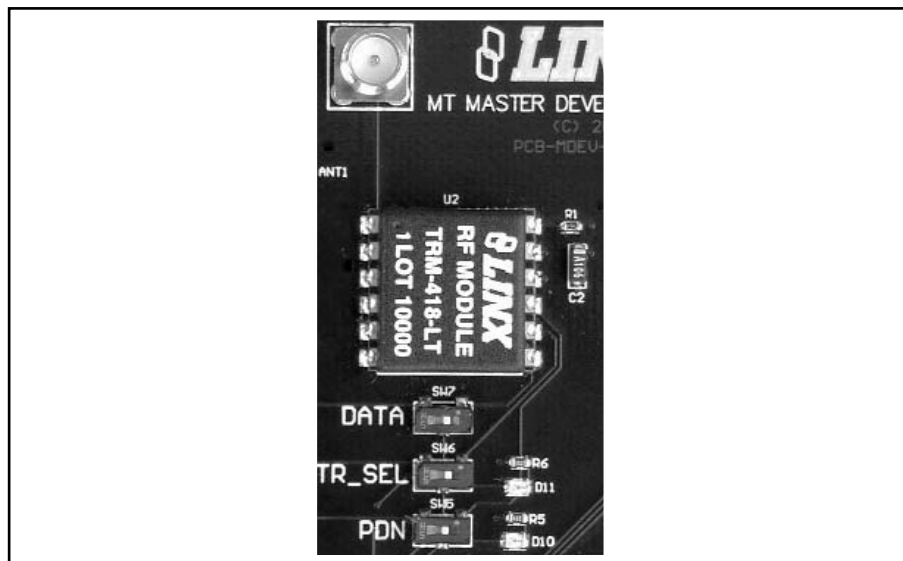 LIN
MT MASTER DEVE
(C) 2
PCB-MDEV-
ANT1
U2
LINX
RF MODULE
TRM-418-LT
1LOT 10000
R1
C2
SW7
DATA
SW6
TR_SEL
R6
D11
SW5
PDN
R5
D10